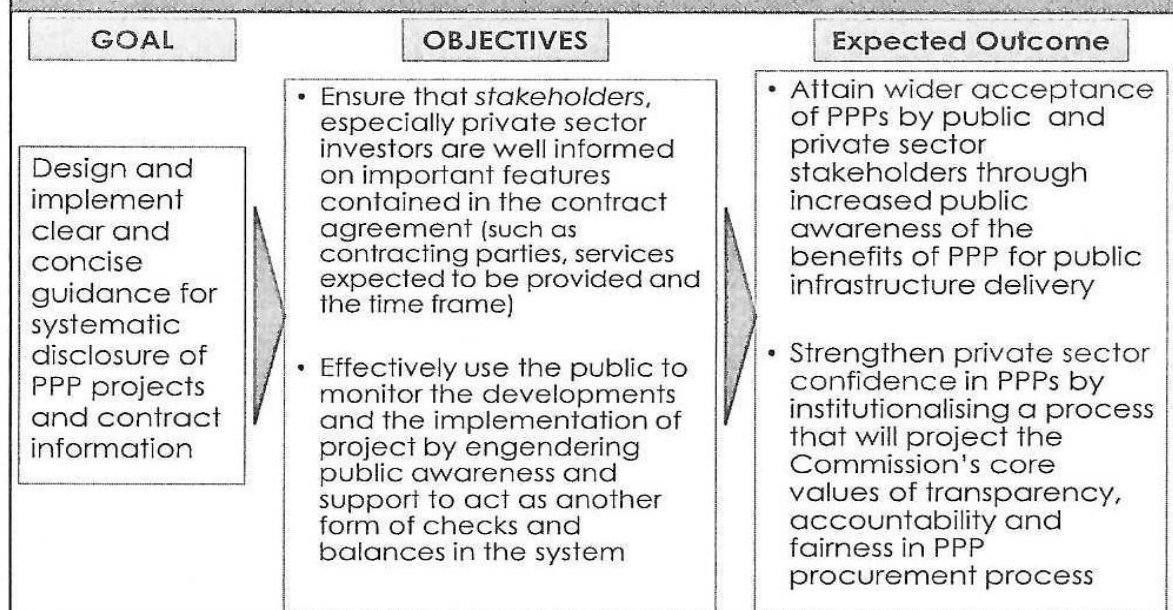 GOAL
Design and
implement
clear and
concise
guidance for
systematic
disclosure of
PPP projects
and contract
information
OBJECTIVES
• Ensure that stakeholders,
especially private sector
investors are well informed
on important features
contained in the contract
agreement (such as
contracting parties, services
expected to be provided and
the time frame)
• Effectively use the public to
monitor the developments
and the implementation of
project by engendering
public awareness and
support to act as another
form of checks and
balances in the system
Expected Outcome
• Attain wider acceptance
of PPPs by public and
private sector
stakeholders through
increased public
awareness of the
benefits of PPP for public
infrastructure delivery
• Strengthen private sector
confidence in PPPs by
institutionalising a process
that will project the
Commission's core
values of transparency,
accountability and
fairness in PPP
procurement process